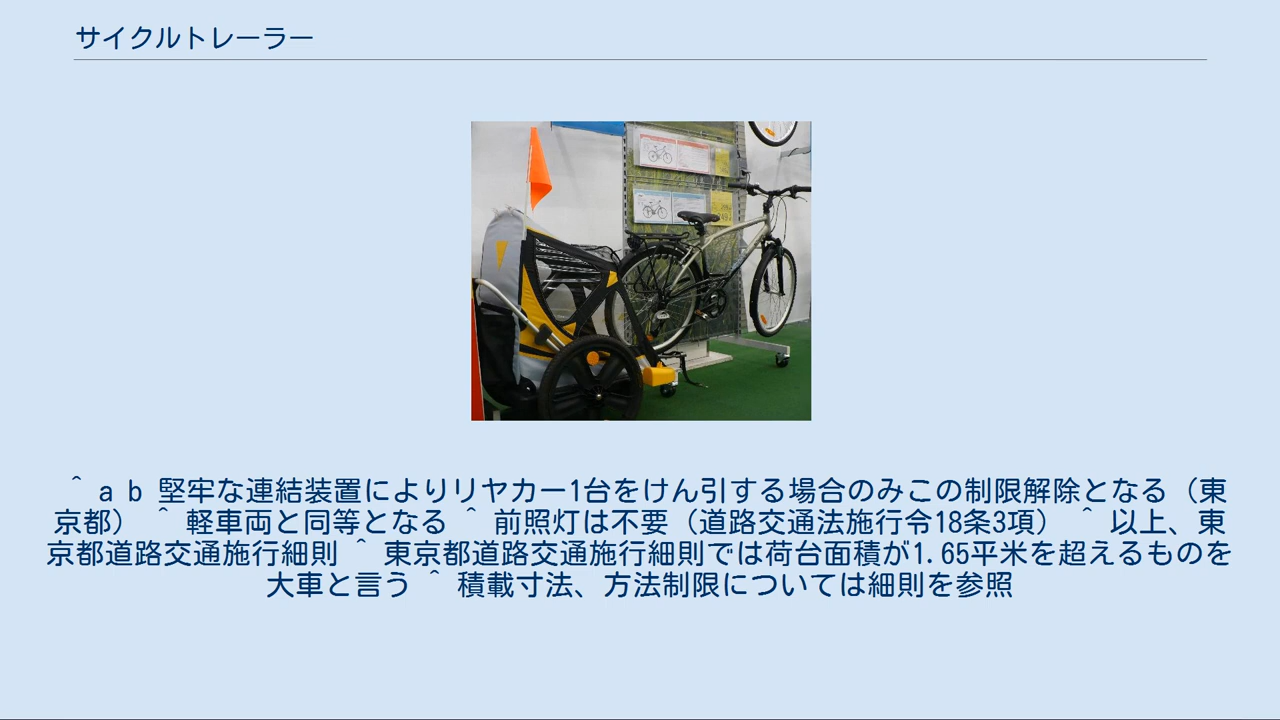 サイクルトレーラー
^ a b 堅牢な連結装置によりリヤカー1台をけん引する場合のみこの制限解除となる（東
京都） ^ 軽車両と同等となる ^ 前照灯は不要（道路交通法施行令18条3項） ^ 以上、東
京都道路交通施行細則 ^ 東京都道路交通施行細則では荷台面積が1.65平米を超えるものを
大車と言う ^ 積載寸法、方法制限については細則を参照